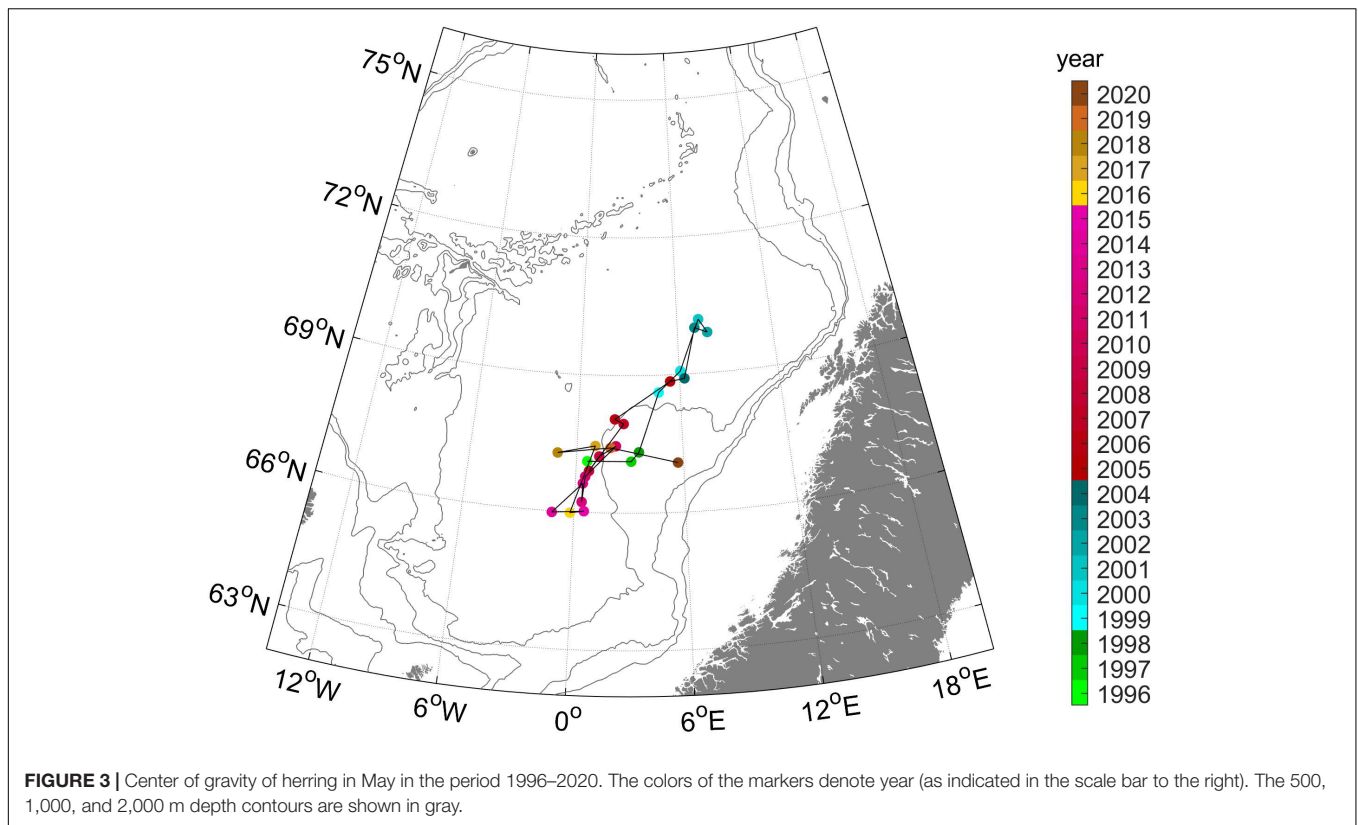 75°N
72°N
69°N
66°N
63°N
12°W
6°W
0°
6°E
12°E
18°E
year
2020
2019
2018
2017
2016
2015
2014
2013
2012
2011
2010
2009
2008
2007
2006
2005
2004
2003
2002
2001
2000
1999
1998
1997
1996
FIGURE 3 | Center of gravity of herring in May in the period 1996–2020. The colors of the markers denote year (as indicated in the scale bar to the right). The 500,
1,000, and 2,000 m depth contours are shown in gray.